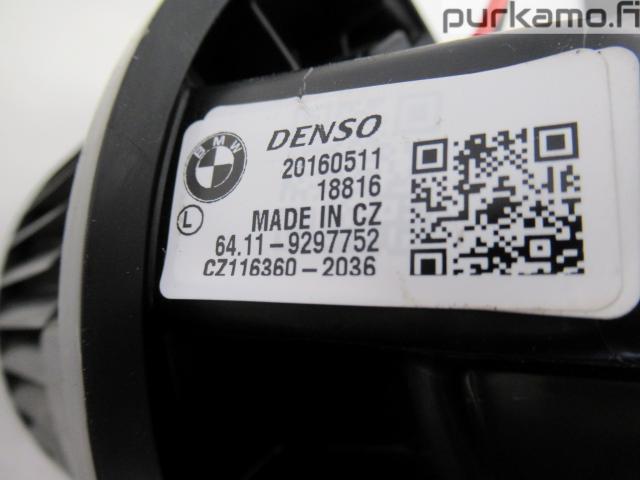 purkamo.fi
BMW
DENSO
20160511
18816
L
MADE IN CZ
64.11-9297752
CZ116360-2036